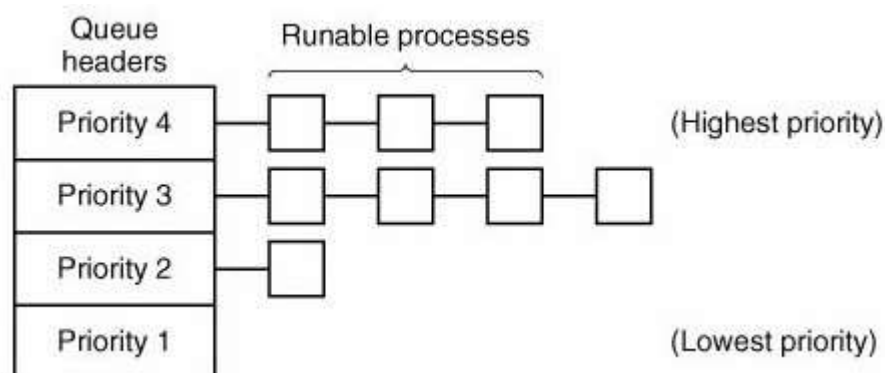 Queue
headers
Runable processes
Priority 4
(Highest priority)
Priority 3
Priority 2
Priority 1
(Lowest priority)